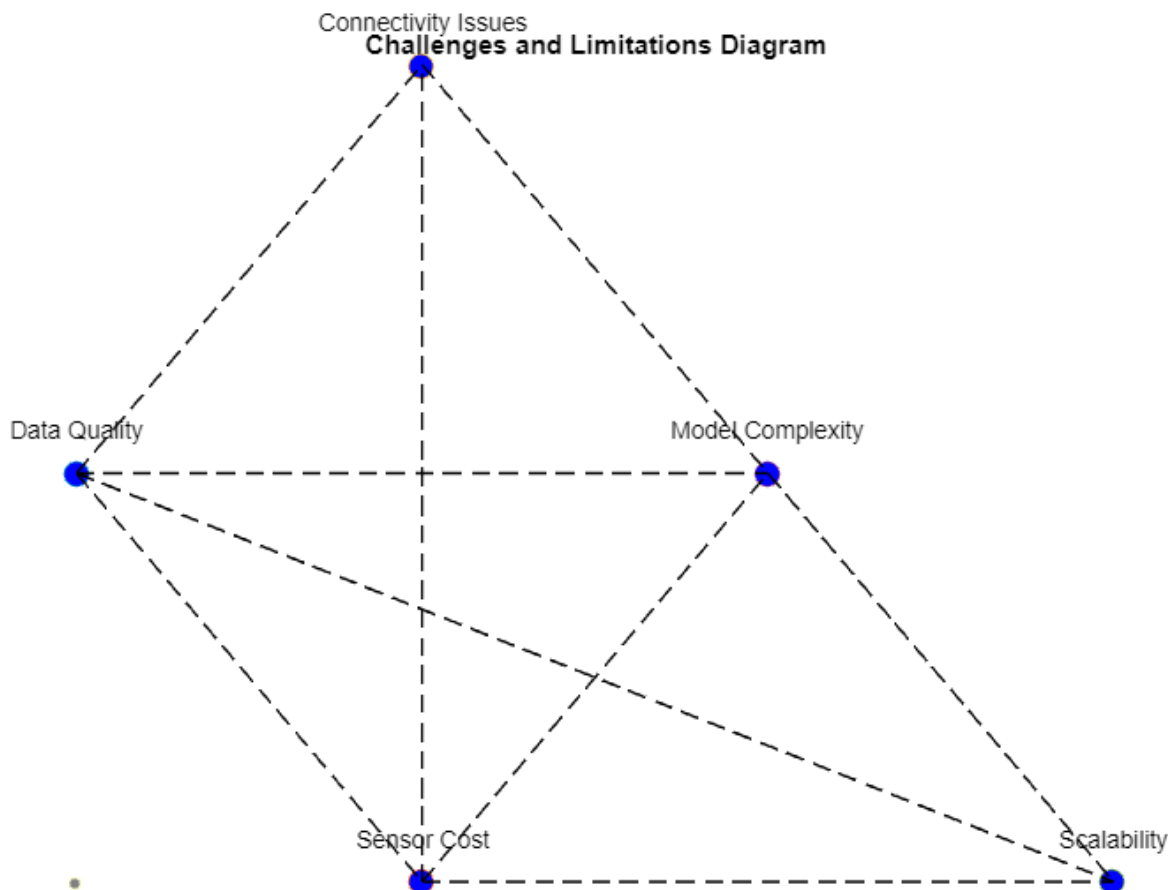 Connectivity Issues
Challenges and Limitations Diagram
Data Quality
Model Complexity
Sensor Cost
Scalability